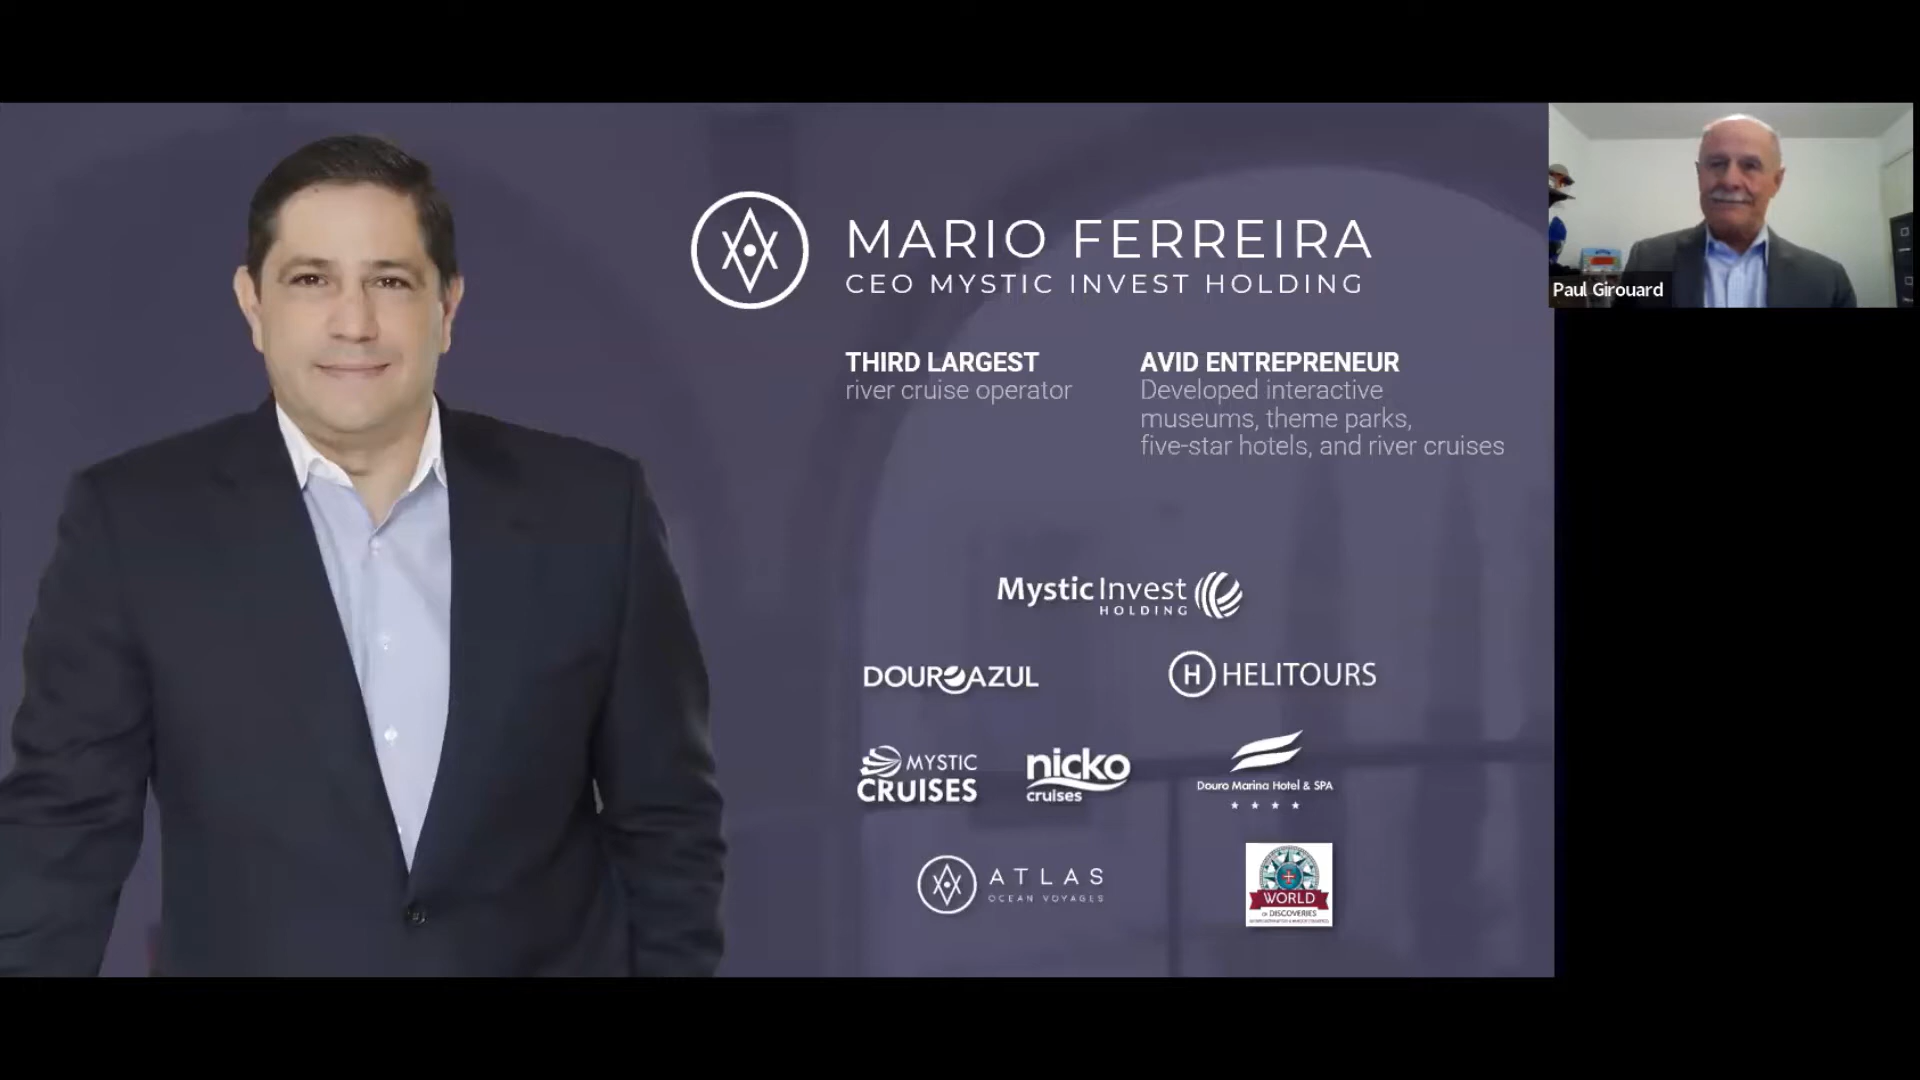 MARIO FERREIRA
CEO MYSTIC INVEST HOLDING
THIRD LARGEST
river cruise operator
AVID ENTREPRENEUR
Developed interactive
museums, theme parks,
five-star hotels, and river cruises
Mystic Invest
HOLDING
DOUROAZUL
H HELITOURS
MYSTIC
CRUISES
nicko
cruises
Douro Marina Hotel & SPA
ATLAS
OCEAN VOYAGES
WORLD
OF DISCOVERIES
Paul Girouard